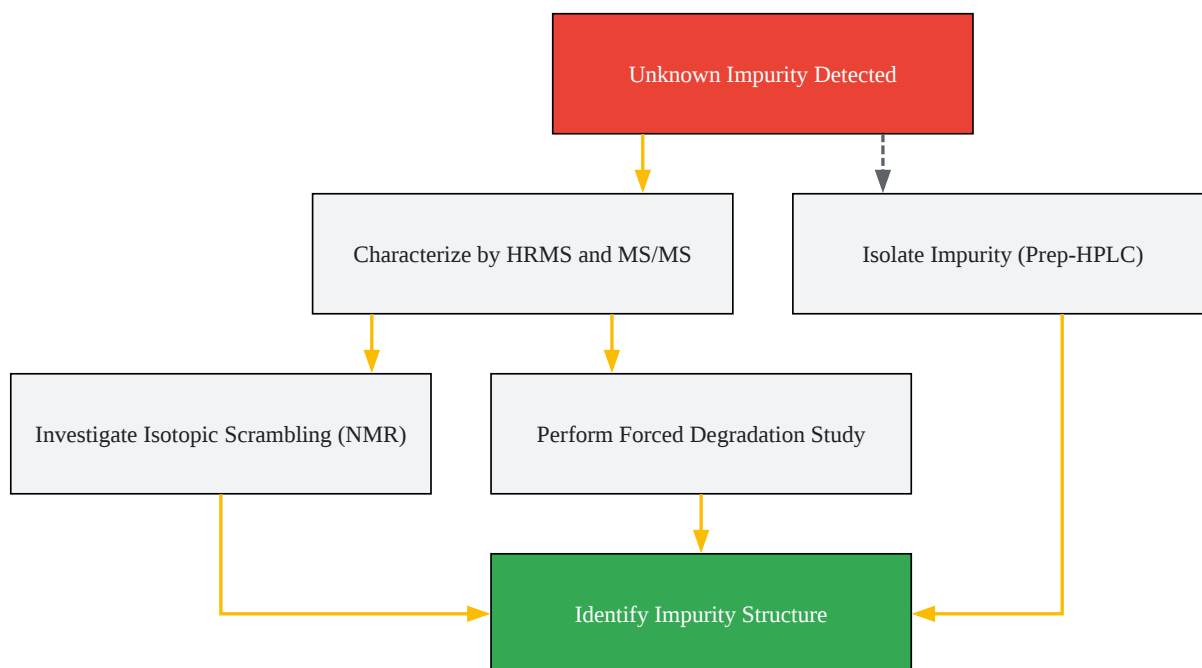 Unknown Impurity Detected
Characterize by HRMS and MS/MS
Isolate Impurity (Prep-HPLC)
Investigate Isotopic Scrambling (NMR)
Perform Forced Degradation Study
Identify Impurity Structure